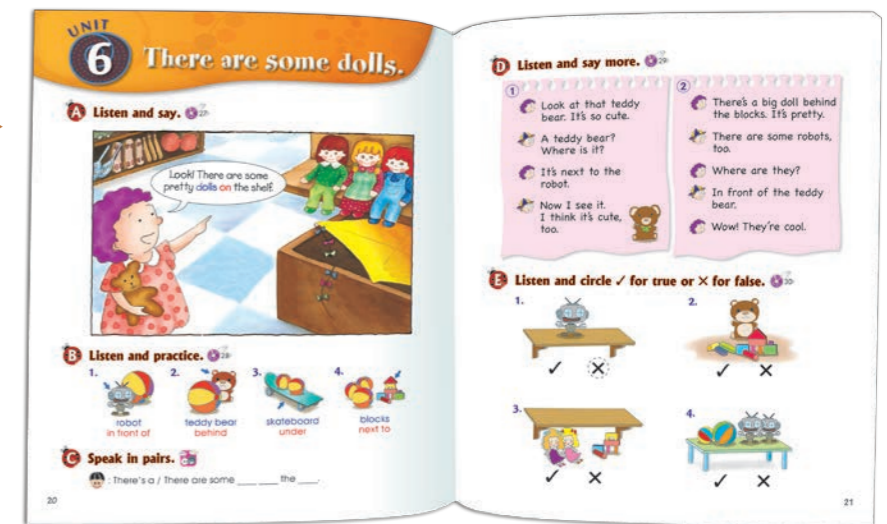 UNIT
6
There are some dolls.
A Listen and say. 27
Look! There are some
pretty dolls on the shelf.
B Listen and practice. 28
1. 2. 3. 4.
robot teddy bear skateboard blocks
in front of behind under next to
C Speak in pairs.
: There's a / There are some ____ ____ the ____.
20
D Listen and say more. 29
1
Look at that teddy
bear. It's so cute.
A teddy bear?
Where is it?
It's next to the
robot.
Now I see it.
I think it's cute,
too.
2
There's a big doll behind
the blocks. It's pretty.
There are some robots,
too.
Where are they?
In front of the teddy
bear.
Wow! They're cool.
E Listen and circle ✓ for true or ✗ for false. 30
1. 2.
✓ ✗ ✓ ✗
3. 4.
✓ ✗ ✓ ✗
21